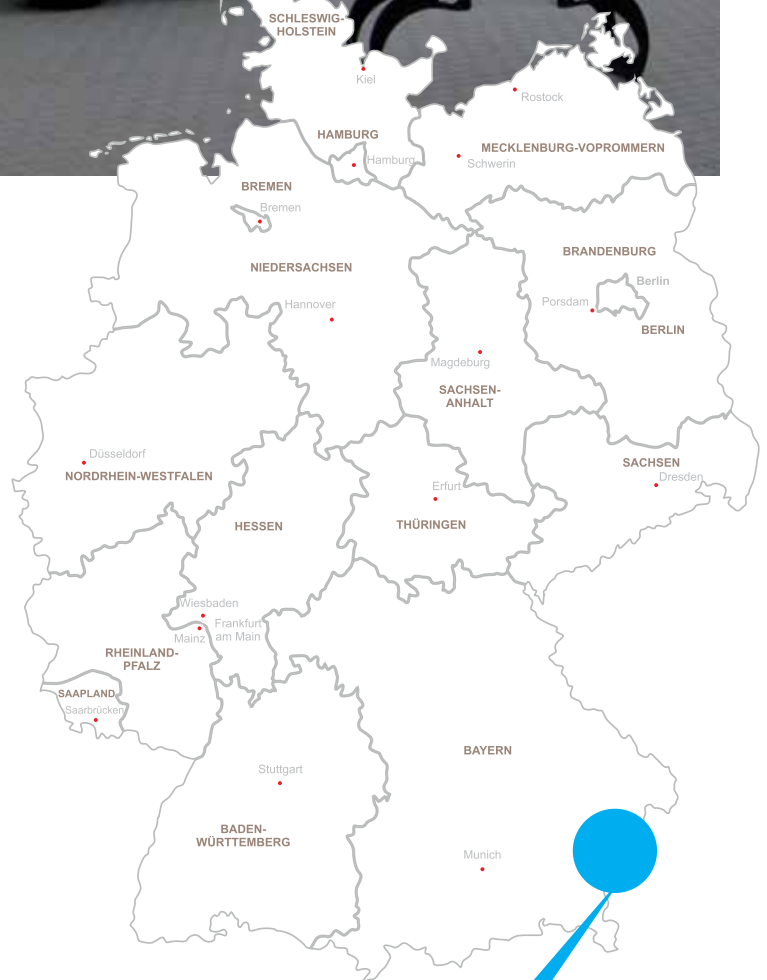 SCHLESWIG-
HOLSTEIN
Kiel
Rostock
HAMBURG
Hamburg
MECKLENBURG-VOPROMMERN
Schwerin
BREMEN
Bremen
BRANDENBURG
NIEDERSACHSEN
Berlin
Hannover
Porsdam
BERLIN
Magdeburg
SACHSEN-
ANHALT
Düsseldorf
NORDRHEIN-WESTFALEN
SACHSEN
Dresden
Erfurt
HESSEN
THÜRINGEN
Wiesbaden
Mainz
Frankfurt
am Main
RHEINLAND-
PFALZ
SAAPLAND
Saarbrücken
BAYERN
Stuttgart
BADEN-
WÜRTTEMBERG
Munich